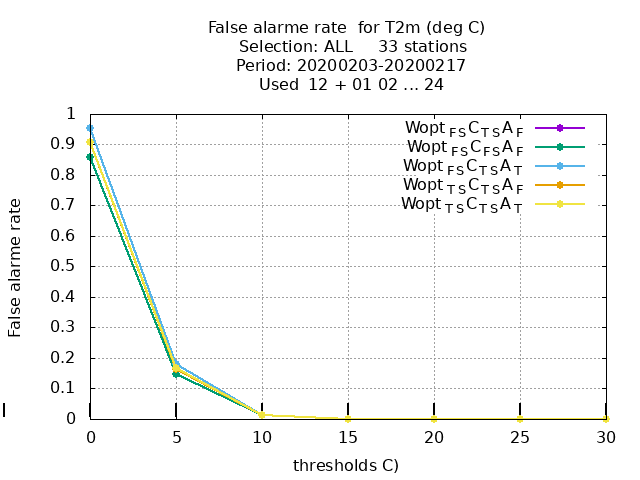 False alarme rate  for T2m (deg C)
Selection: ALL     33 stations
Period: 20200203-20200217
Used  12 + 01 02 ... 24
Wopt FS C TS A F
Wopt FS C FS A F
Wopt FS C TS A T
Wopt TS C TS A F
Wopt TS C TS A T
1
0.9
0.8
0.7
0.6
0.5
0.4
0.3
0.2
0.1
0
False alarme rate
0 5 10 15 20 25 30
thresholds C)